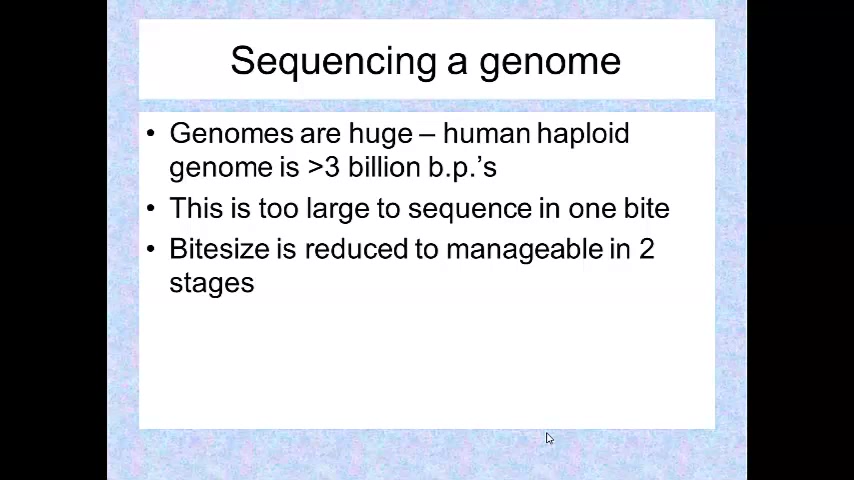 Sequencing a genome
• Genomes are huge – human haploid
genome is >3 billion b.p.'s
• This is too large to sequence in one bite
• Bitesize is reduced to manageable in 2
stages